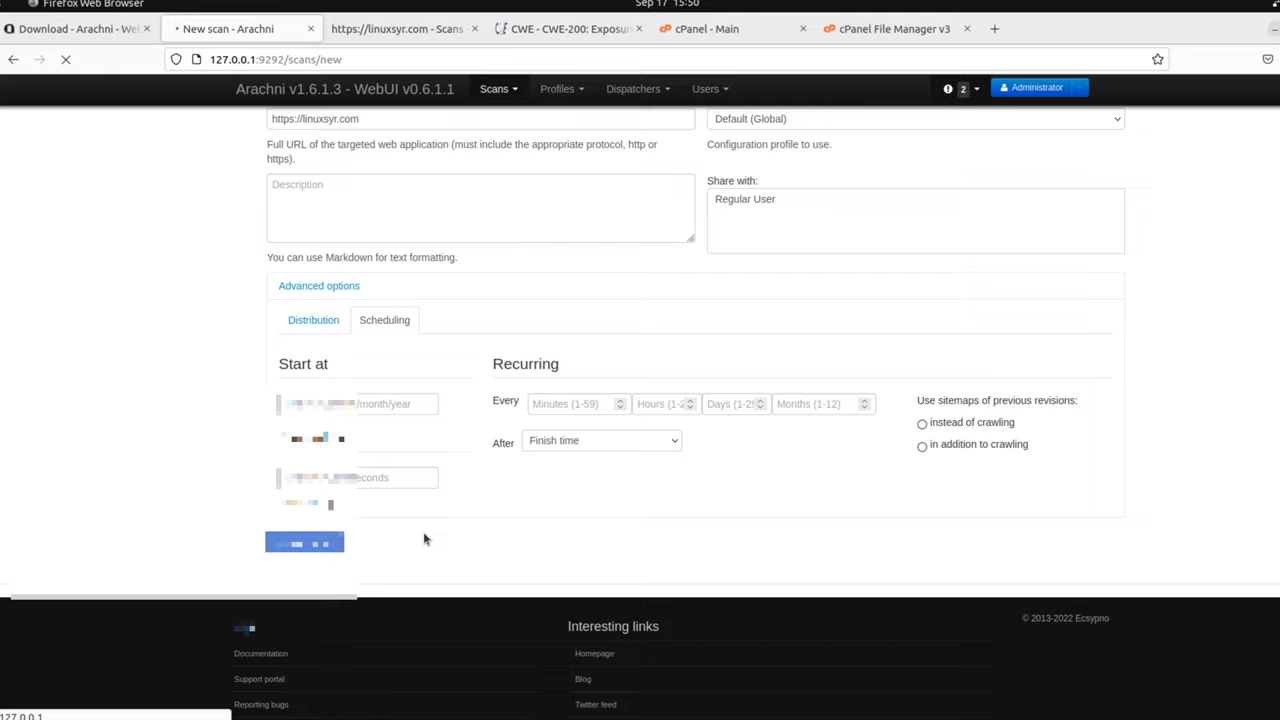 Firefox Web Browser
Sep 17 15:50
Download - Arachni - We
New scan - Arachni
https://linuxsyr.com - Scans
CWE - CWE-200: Exposur
cPanel - Main
cPanel File Manager v3
127.0.0.1:9292/scans/new
Arachni v1.6.1.3 - WebUI v0.6.1.1
Scans
Profiles
Dispatchers
Users
2
Administrator
https://linuxsyr.com
Default (Global)
Full URL of the targeted web application (must include the appropriate protocol, http or
https).
Configuration profile to use.
Description
Share with:
Regular User
You can use Markdown for text formatting.
Advanced options
Distribution
Scheduling
Start at
Recurring
/month/year
Every
Minutes (1-59)
Hours (1-2
Days (1-29
Months (1-12)
Use sitemaps of previous revisions:
instead of crawling
in addition to crawling
After
Finish time
econds
Interesting links
© 2013-2022 Ecsypno
Documentation
Homepage
Support portal
Blog
Reporting bugs
Twitter feed
127.0.0.1